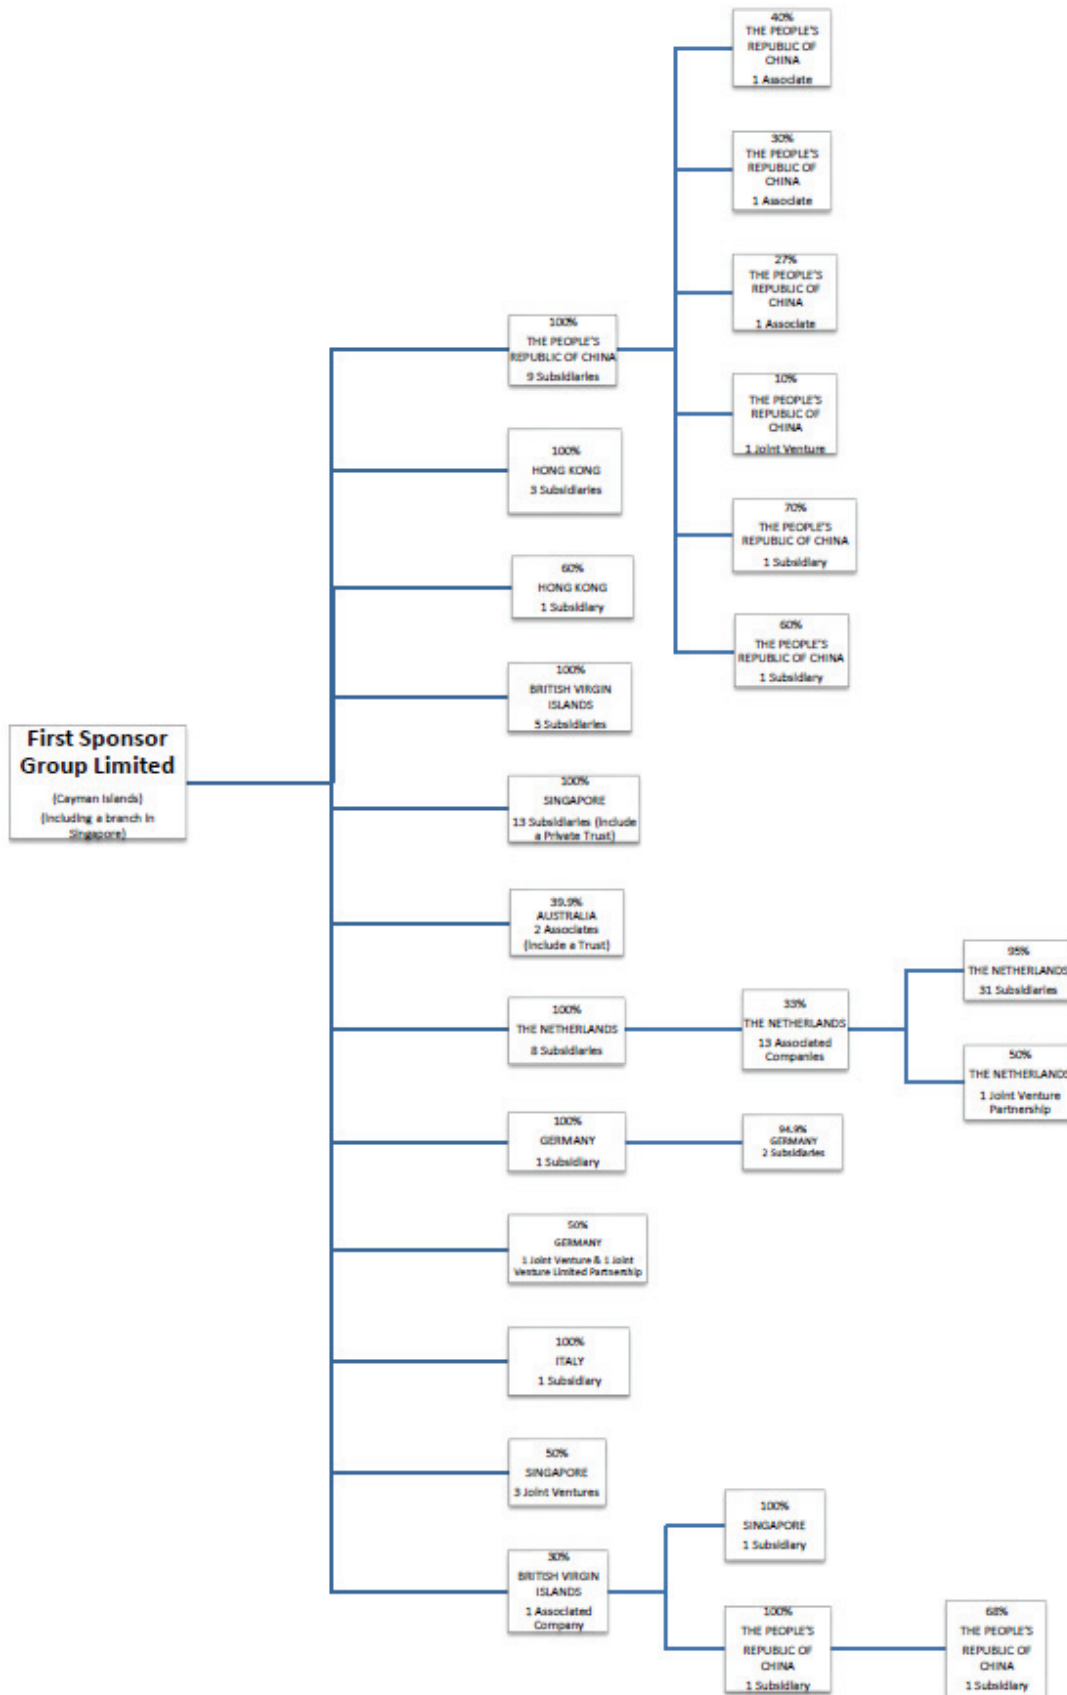 First Sponsor
Group Limited
(Cayman Islands)
(Including a branch in
Singapore)
100%
THE PEOPLE'S
REPUBLIC OF CHINA
9 Subsidiaries
40%
THE PEOPLE'S
REPUBLIC OF
CHINA
1 Associate
30%
THE PEOPLE'S
REPUBLIC OF
CHINA
1 Associate
27%
THE PEOPLE'S
REPUBLIC OF
CHINA
1 Associate
10%
THE PEOPLE'S
REPUBLIC OF
CHINA
1 Joint Venture
70%
THE PEOPLE'S
REPUBLIC OF CHINA
1 Subsidiary
60%
THE PEOPLE'S
REPUBLIC OF CHINA
1 Subsidiary
100%
HONG KONG
3 Subsidiaries
60%
HONG KONG
1 Subsidiary
100%
BRITISH VIRGIN
ISLANDS
5 Subsidiaries
100%
SINGAPORE
13 Subsidiaries (Include
a Private Trust)
39.9%
AUSTRALIA
2 Associates
(Include a Trust)
100%
THE NETHERLANDS
8 Subsidiaries
33%
THE NETHERLANDS
13 Associated
Companies
95%
THE NETHERLANDS
31 Subsidiaries
50%
THE NETHERLANDS
1 Joint Venture
Partnership
100%
GERMANY
1 Subsidiary
94.9%
GERMANY
2 Subsidiaries
50%
GERMANY
1 Joint Venture & 1 Joint
Venture Limited Partnership
100%
ITALY
1 Subsidiary
50%
SINGAPORE
3 Joint Ventures
30%
BRITISH VIRGIN
ISLANDS
1 Associated
Company
100%
SINGAPORE
1 Subsidiary
100%
THE PEOPLE'S
REPUBLIC OF
CHINA
1 Subsidiary
68%
THE PEOPLE'S
REPUBLIC OF
CHINA
1 Subsidiary